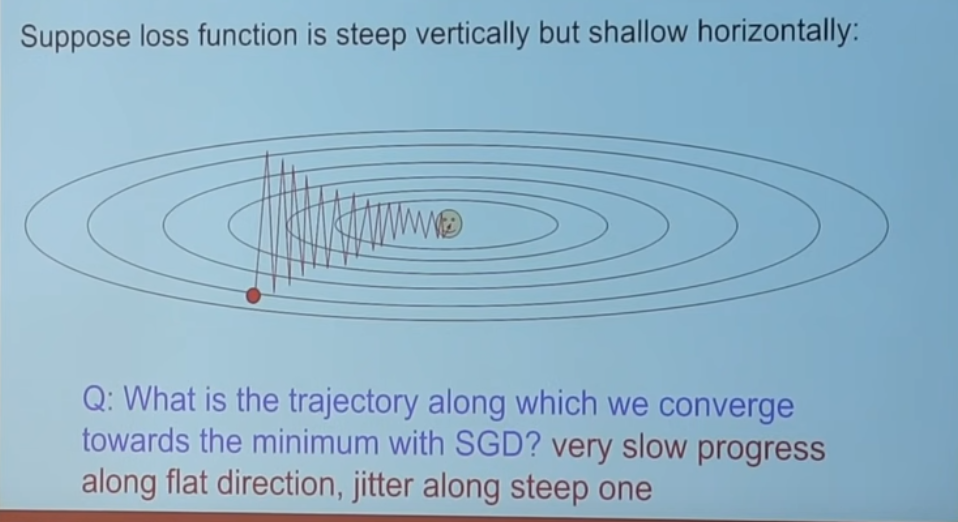 Suppose loss function is steep vertically but shallow horizontally:
Q: What is the trajectory along which we converge
towards the minimum with SGD? very slow progress
along flat direction, jitter along steep one